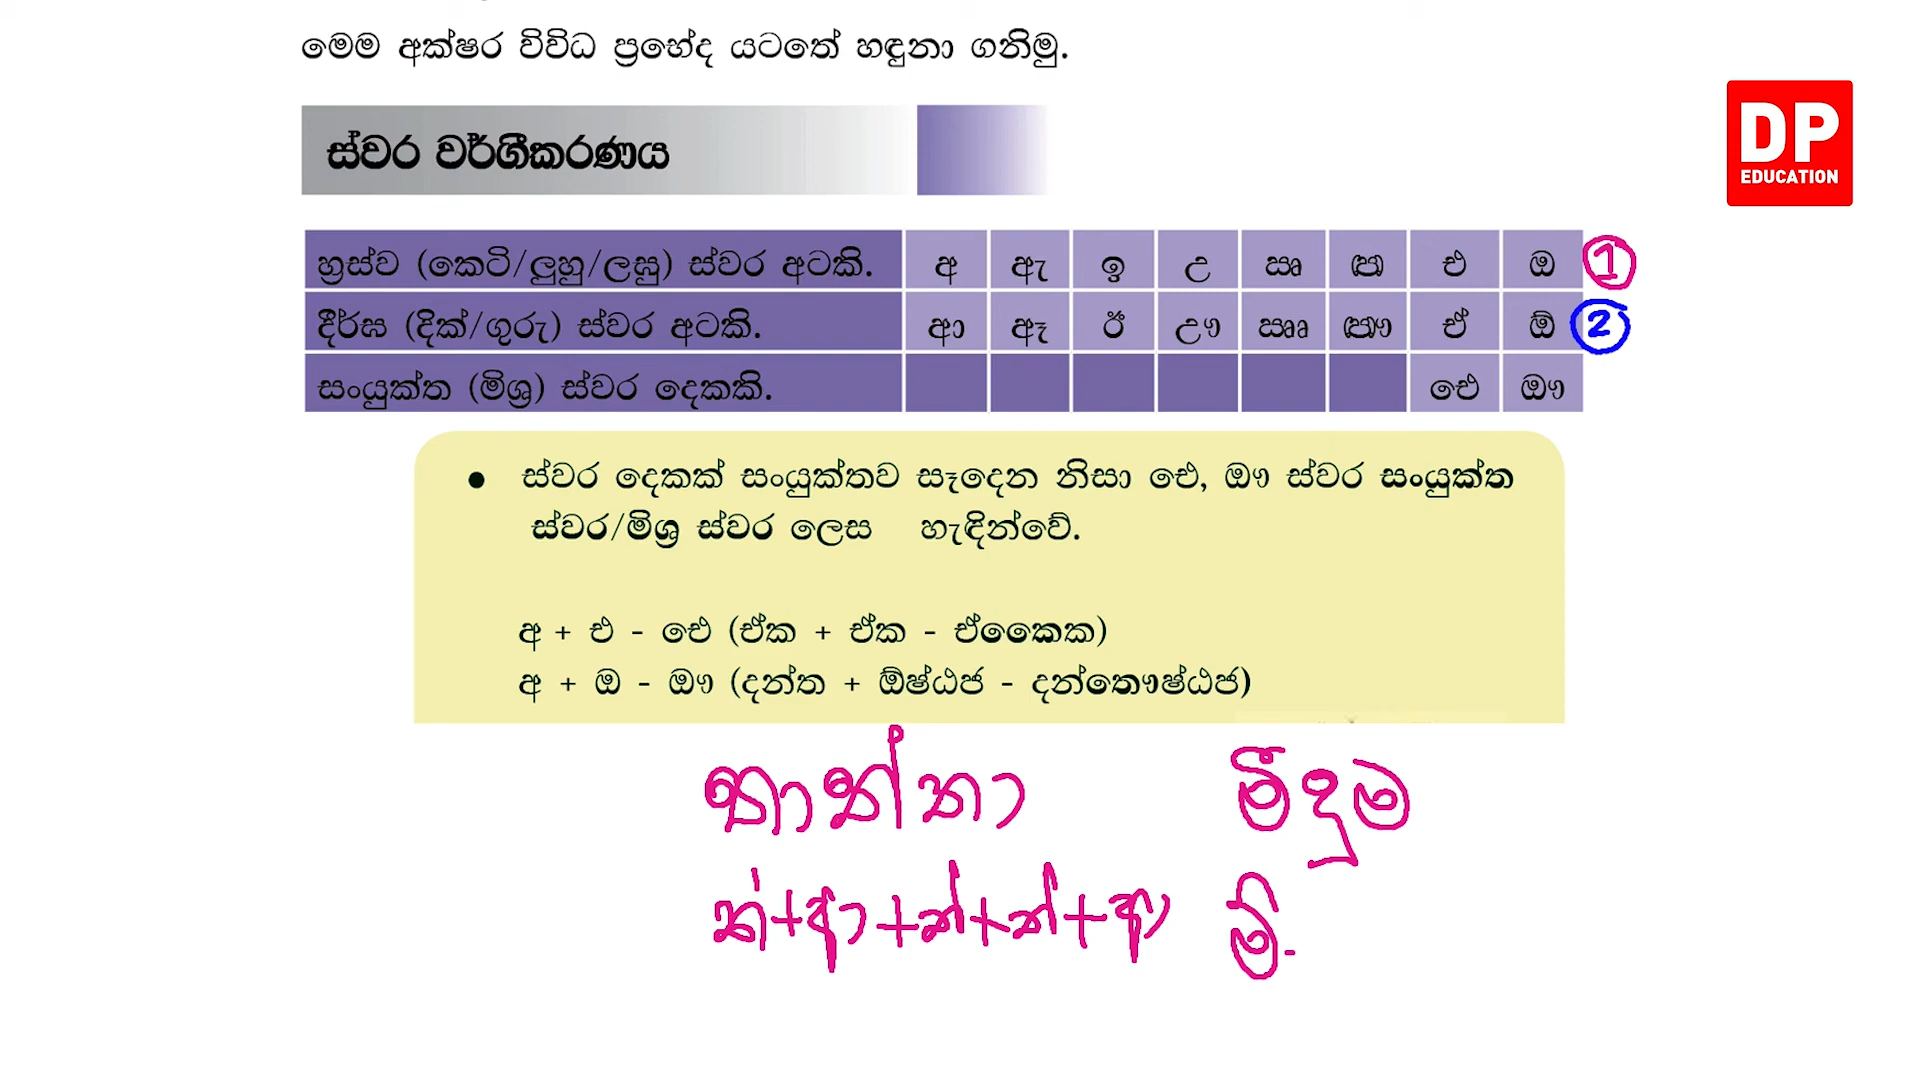 මෙම අක්ෂර විවිධ ප්‍රභේද යටතේ හඳුනා ගනිමු.
DP
EDUCATION
ස්වර වර්ගීකරණය
හ්‍රස්ව (කෙටි/ලුහු/ලඝු) ස්වර අටකි. අ ඇ ඉ උ ඍ ඏ එ ඔ 1
දීර්ඝ (දික්/ගුරු) ස්වර අටකි. ආ ඈ ඊ ඌ ඎ ඐ ඒ ඕ 2
සංයුක්ත (මිශ්‍ර) ස්වර දෙකකි. ඓ ඖ
• ස්වර දෙකක් සංයුක්තව සෑදෙන නිසා ඓ, ඖ ස්වර සංයුක්ත
ස්වර/මිශ්‍ර ස්වර ලෙස හැඳින්වේ.
අ + එ - ඓ (ඒක + ඒක - ඒකෛක)
අ + ඔ - ඖ (දන්ත + ඕෂ්ඨජ - දන්තෞෂ්ඨජ)
තාත්තා මීදුම
ත්+ආ+ත්+ත්+ආ ම්